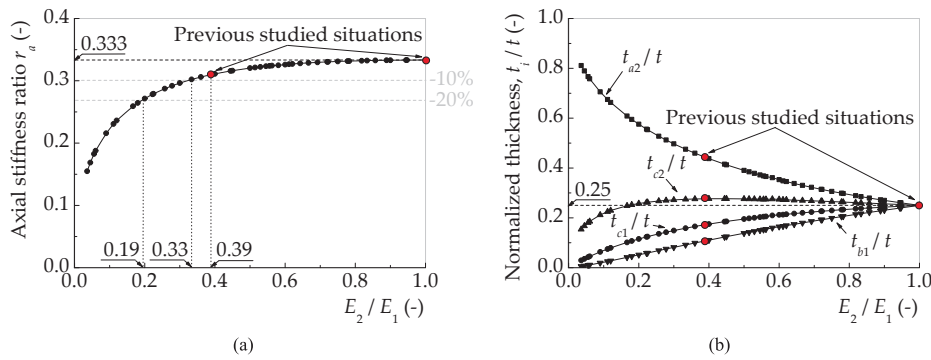 Axial stiffness ratio r_a (-)
0.4
0.3
0.2
0.1
0.0
0.333
Previous studied situations
-10%
-20%
0.19
0.33
0.39
0.0 0.2 0.4 0.6 0.8 1.0
E_2 / E_1 (-)
(a)
Normalized thickness, t_i / t (-)
1.0
0.8
0.6
0.4
0.2
0.0
t_a2 / t
Previous studied situations
t_c2 / t
0.25
t_c1 / t
t_b1 / t
0.0 0.2 0.4 0.6 0.8 1.0
E_2 / E_1 (-)
(b)